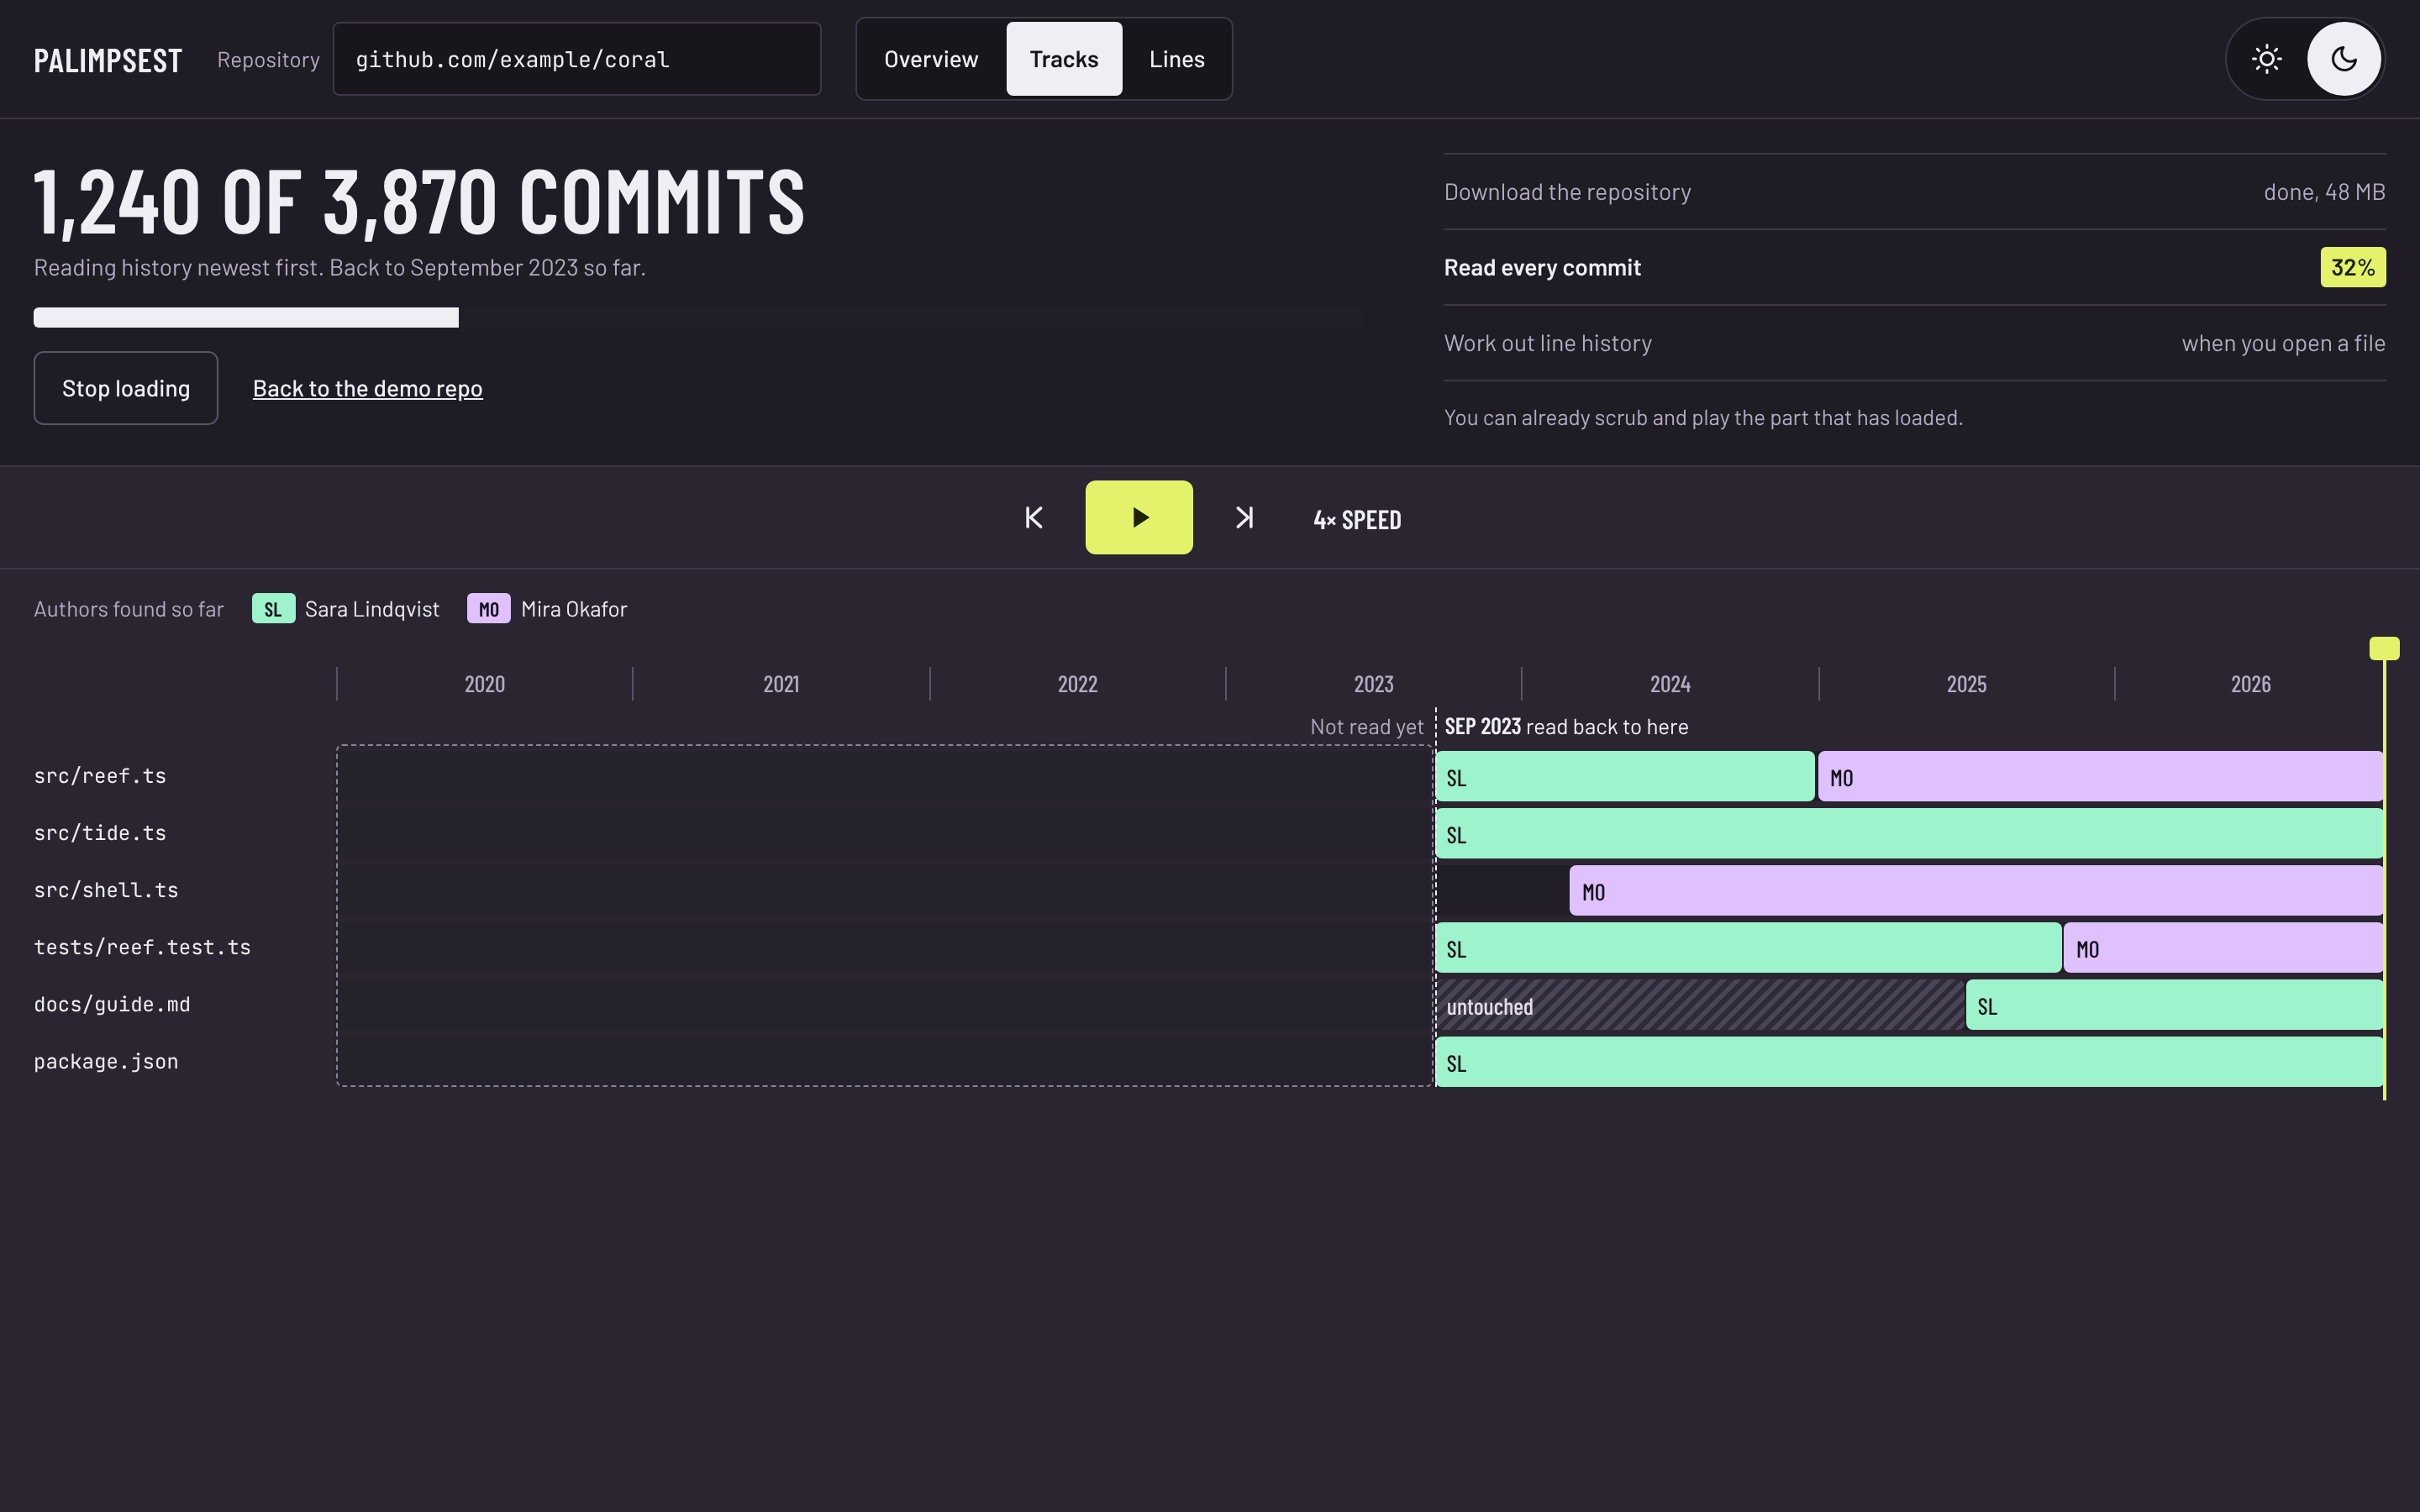 PALIMPSEST
Repository
github.com/example/coral
Overview
Tracks
Lines
1,240 OF 3,870 COMMITS
Reading history newest first. Back to September 2023 so far.
Stop loading
Back to the demo repo
Download the repository
done, 48 MB
Read every commit
32%
Work out line history
when you open a file
You can already scrub and play the part that has loaded.
4× SPEED
Authors found so far
SL Sara Lindqvist
MO Mira Okafor
2020
2021
2022
2023
2024
2025
2026
Not read yet
SEP 2023 read back to here
src/reef.ts
SL
MO
src/tide.ts
SL
src/shell.ts
MO
tests/reef.test.ts
SL
MO
docs/guide.md
untouched
SL
package.json
SL